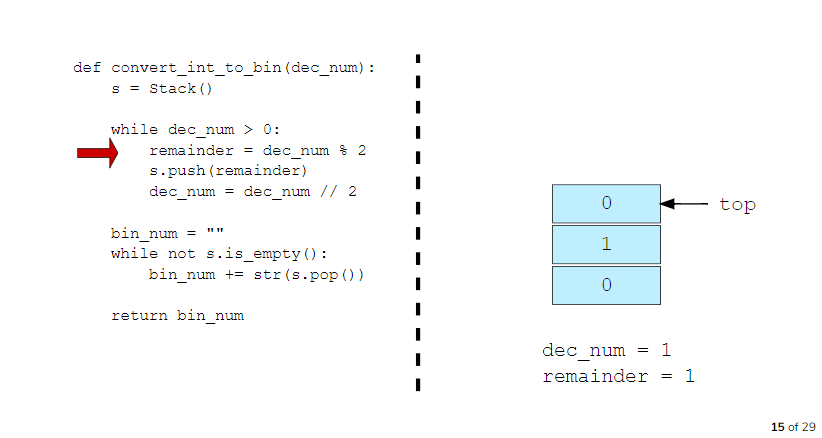 def convert_int_to_bin(dec_num):
    s = Stack()

    while dec_num > 0:
        remainder = dec_num % 2
        s.push(remainder)
        dec_num = dec_num // 2

    bin_num = ""
    while not s.is_empty():
        bin_num += str(s.pop())

    return bin_num
0
top
1
0
dec_num = 1
remainder = 1
15 of 29